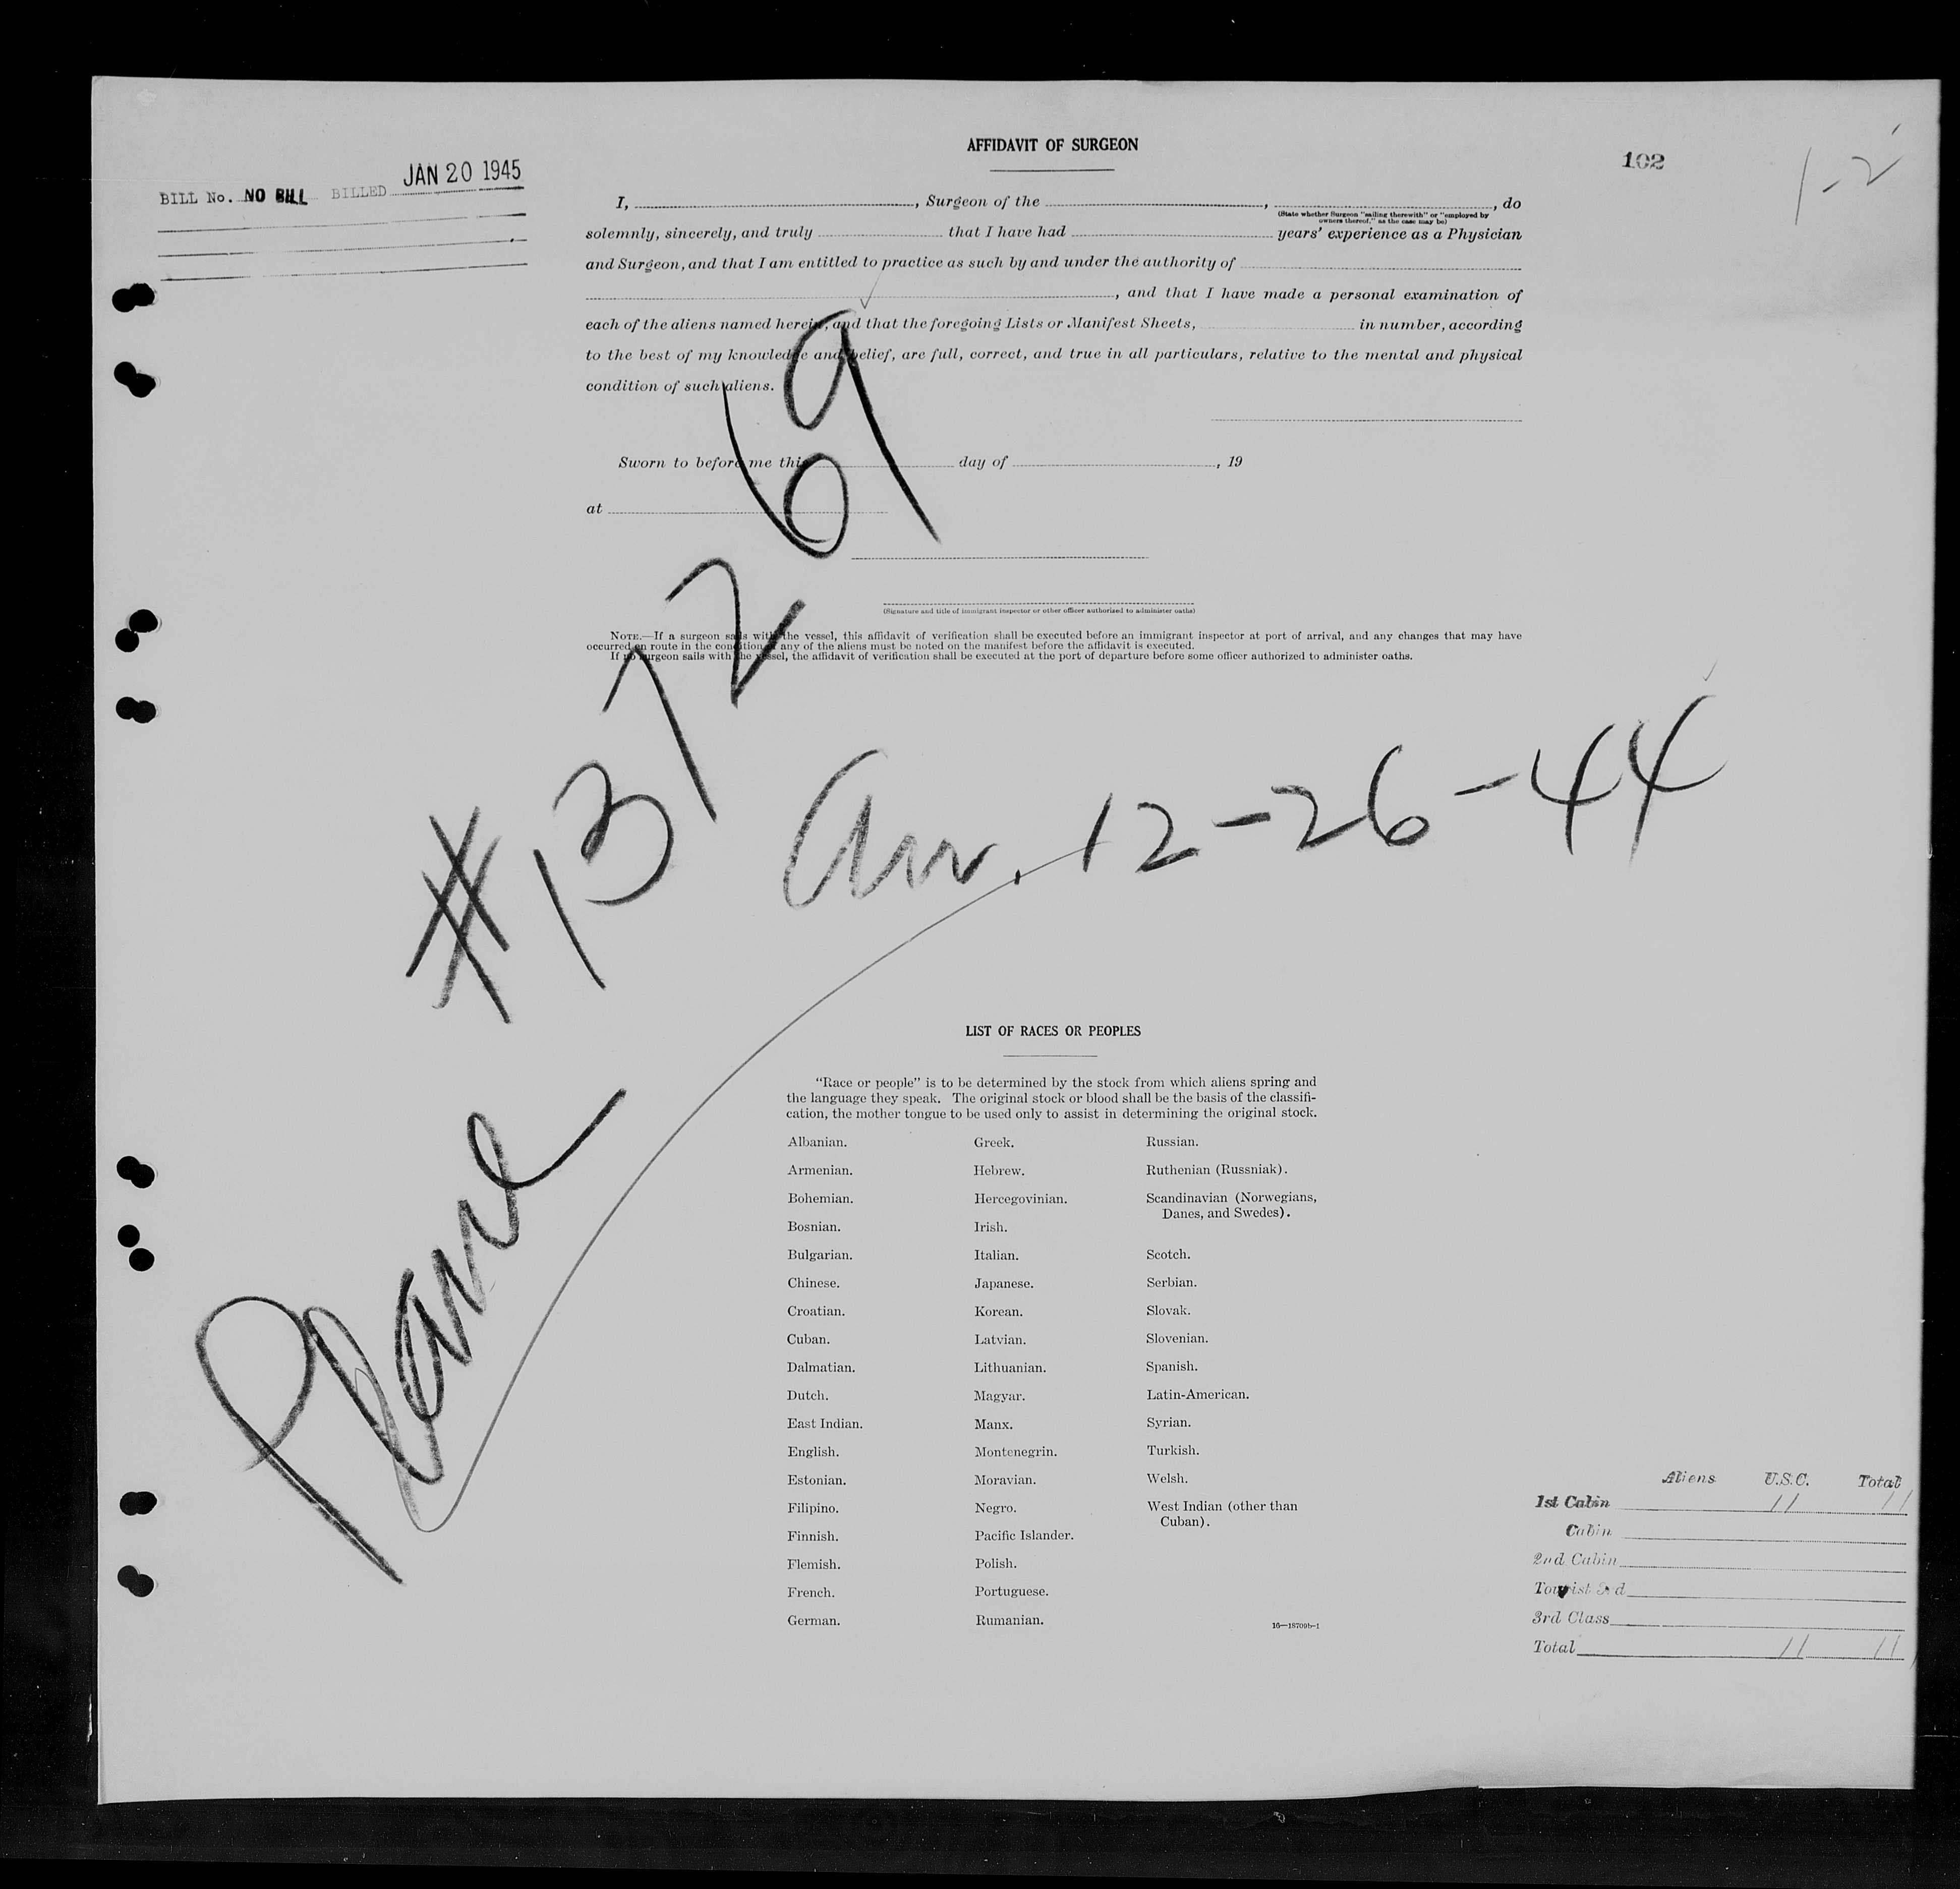 AFFIDAVIT OF SURGEON
102
1-2
JAN 20 1945
BILL No. NO BILL BILLED
I, , Surgeon of the , , do
(State whether Surgeon "sailing therewith" or "employed by
owners thereof," as the case may be)
solemnly, sincerely, and truly that I have had years' experience as a Physician
and Surgeon, and that I am entitled to practice as such by and under the authority of
, and that I have made a personal examination of
each of the aliens named herein, and that the foregoing Lists or Manifest Sheets, in number, according
to the best of my knowledge and belief, are full, correct, and true in all particulars, relative to the mental and physical
condition of such aliens.
Sworn to before me this day of , 19
at
(Signature and title of immigrant inspector or other officer authorized to administer oaths)
NOTE.—If a surgeon sails with the vessel, this affidavit of verification shall be executed before an immigrant inspector at port of arrival, and any changes that may have
occurred en route in the condition of any of the aliens must be noted on the manifest before the affidavit is executed.
If no surgeon sails with the vessel, the affidavit of verification shall be executed at the port of departure before some officer authorized to administer oaths.
Plane #137269
Arr. 12-26-44
LIST OF RACES OR PEOPLES
"Race or people" is to be determined by the stock from which aliens spring and
the language they speak. The original stock or blood shall be the basis of the classifi-
cation, the mother tongue to be used only to assist in determining the original stock.
Albanian. Greek. Russian.
Armenian. Hebrew. Ruthenian (Russniak).
Bohemian. Hercegovinian. Scandinavian (Norwegians,
Danes, and Swedes).
Bosnian. Irish.
Bulgarian. Italian. Scotch.
Chinese. Japanese. Serbian.
Croatian. Korean. Slovak.
Cuban. Latvian. Slovenian.
Dalmatian. Lithuanian. Spanish.
Dutch. Magyar. Latin-American.
East Indian. Manx. Syrian.
English. Montenegrin. Turkish.
Estonian. Moravian. Welsh.
Filipino. Negro. West Indian (other than
Cuban).
Finnish. Pacific Islander.
Flemish. Polish.
French. Portuguese.
German. Rumanian.
16—18709b-1
Aliens U.S.C. Total
1st Cabin 11 11
Cabin
2nd Cabin
Tourist 3rd
3rd Class
Total 11 11